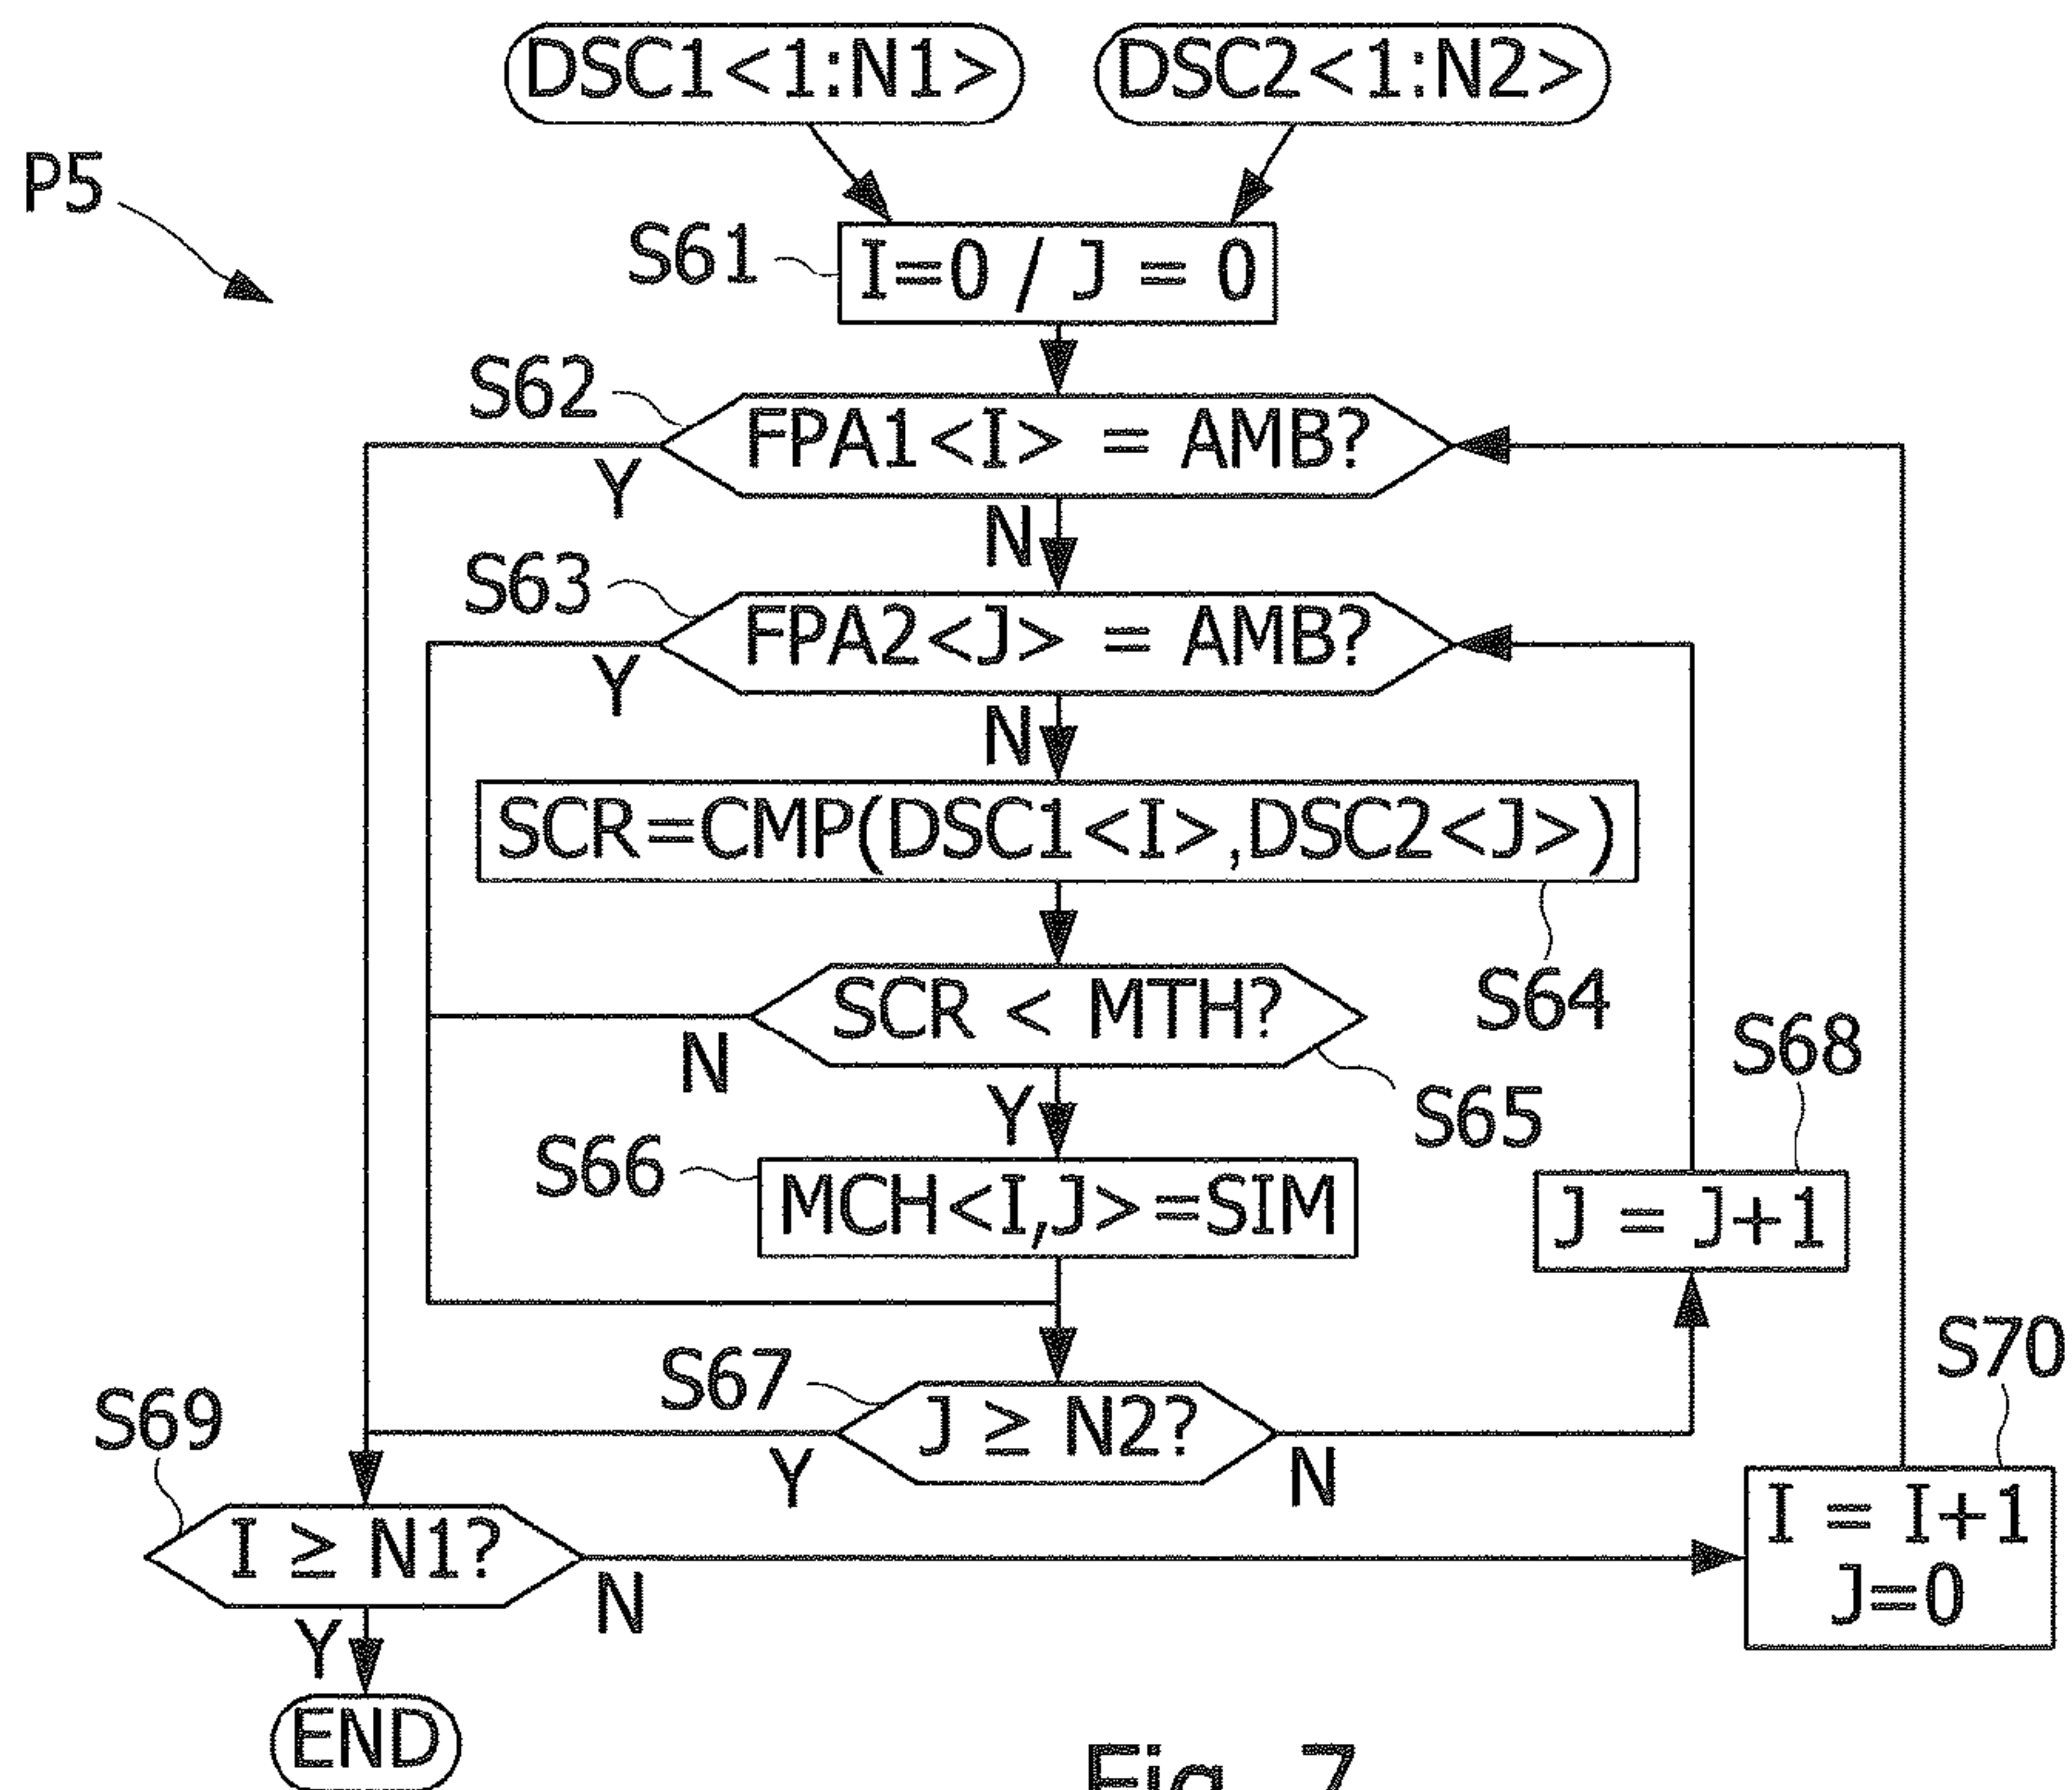 DSC1<1:N1>
DSC2<1:N2>
P5
S61
I=0 / J = 0
S62
FPA1<I> = AMB?
Y
N
S63
FPA2<J> = AMB?
Y
N
SCR=CMP(DSC1<I>,DSC2<J>)
S64
SCR < MTH?
N
Y
S65
S68
S66
MCH<I,J>=SIM
J = J+1
S67
J ≥ N2?
Y
N
S70
S69
I ≥ N1?
N
Y
I = I+1
J=0
END
Fig. 7